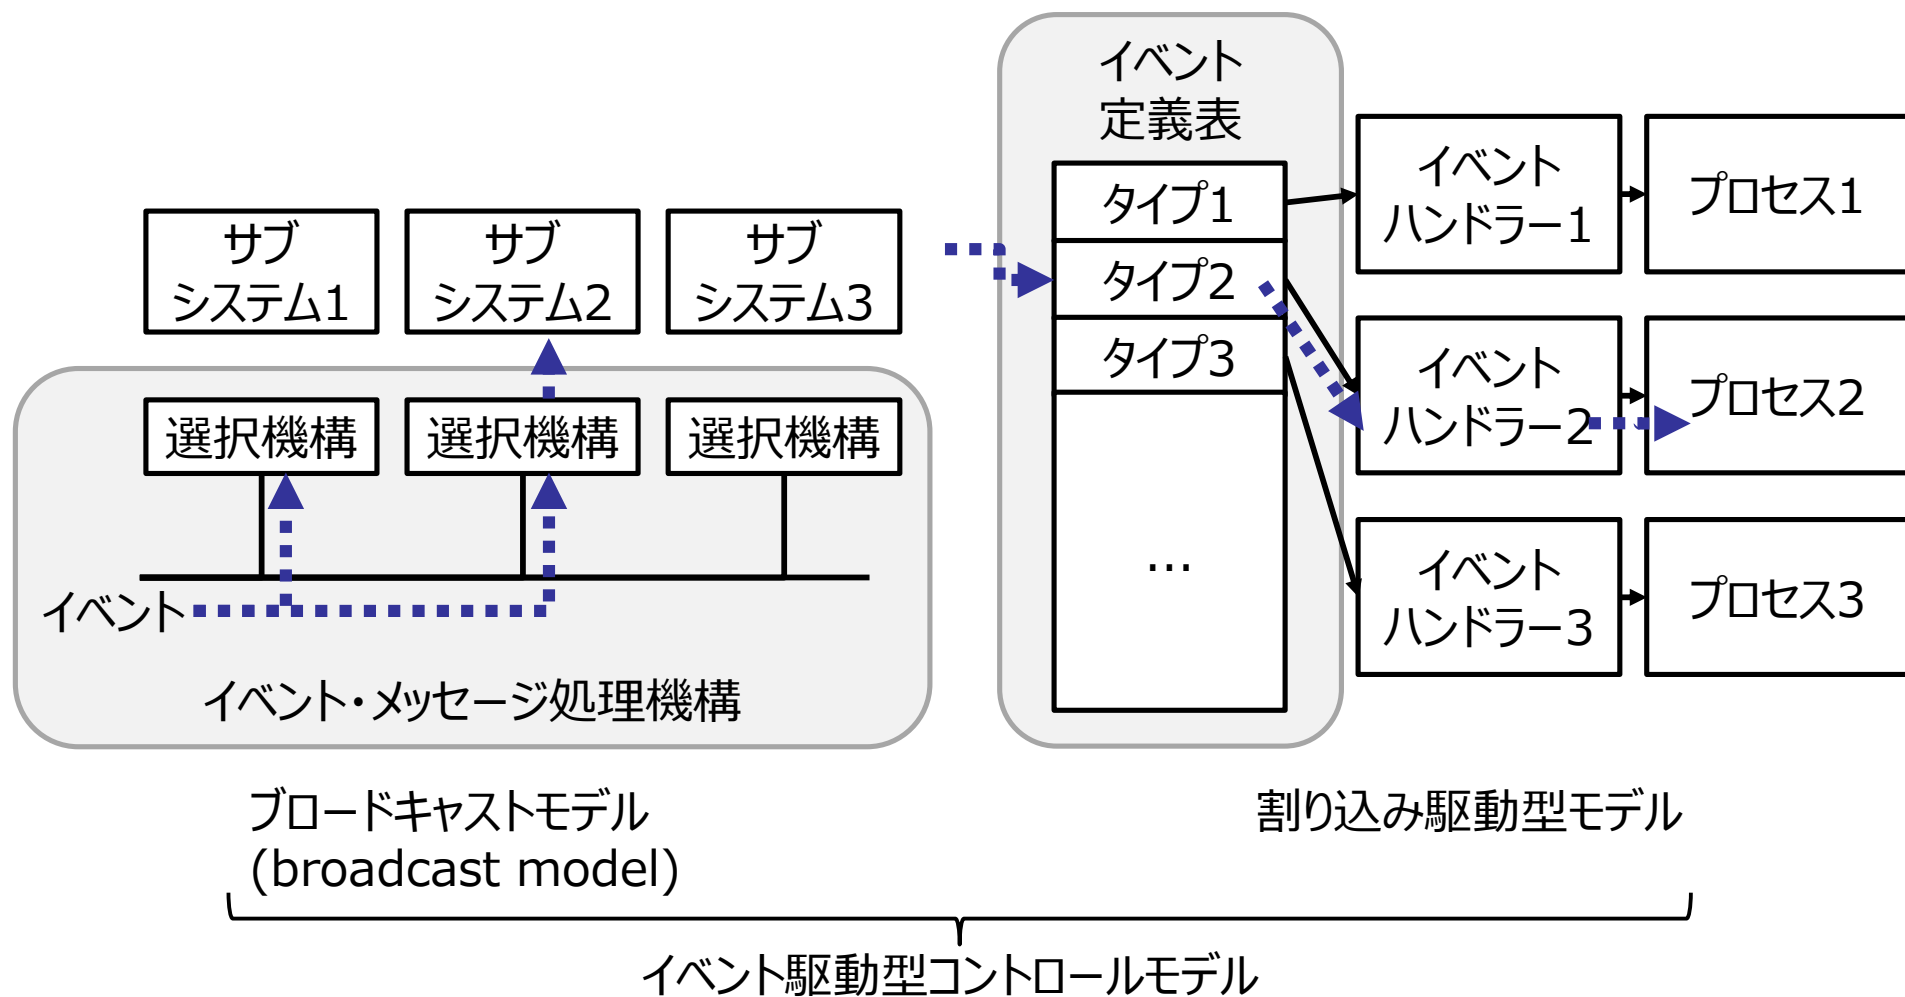 サブ
システム1
サブ
システム2
サブ
システム3
選択機構
選択機構
選択機構
イベント
イベント・メッセージ処理機構
ブロードキャストモデル
(broadcast model)
イベント
定義表
タイプ1
タイプ2
タイプ3
…
イベント
ハンドラー1
プロセス1
イベント
ハンドラー2
プロセス2
イベント
ハンドラー3
プロセス3
割り込み駆動型モデル
イベント駆動型コントロールモデル